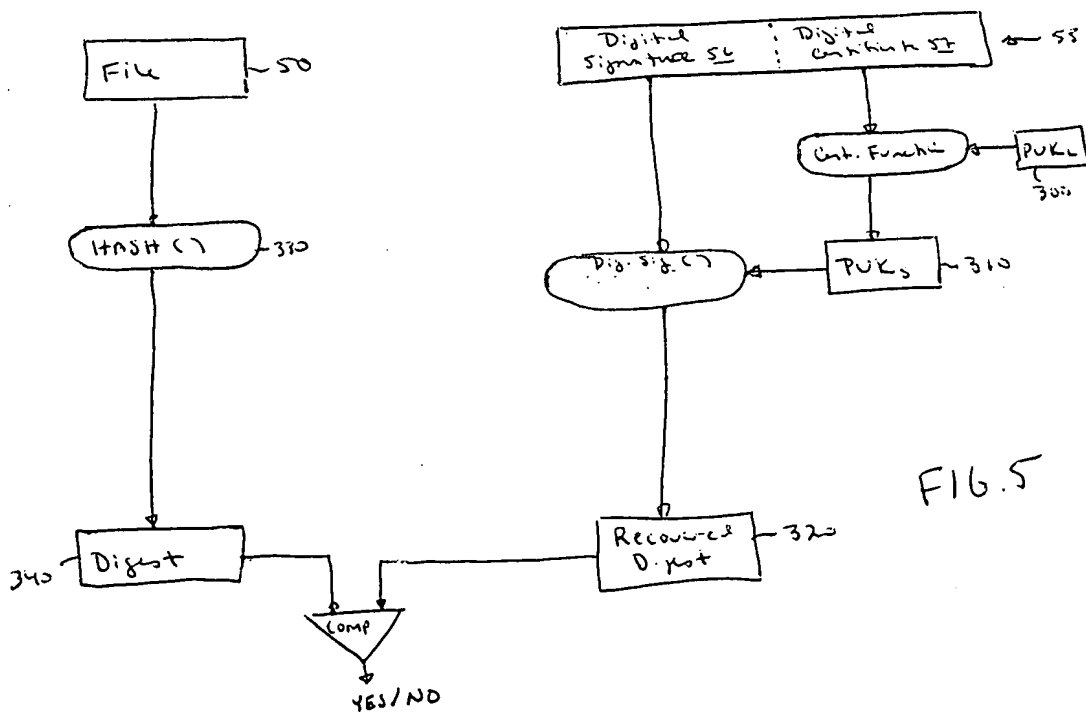 File
50
Digital
Signature 56
Digital
Certificate 57
55
Cert. Function
PUK
300
HASH ( )
330
Dig. Sig. ( )
PUKs
310
340
Digest
Recovered
Digest
320
COMP
YES/NO
FIG. 5